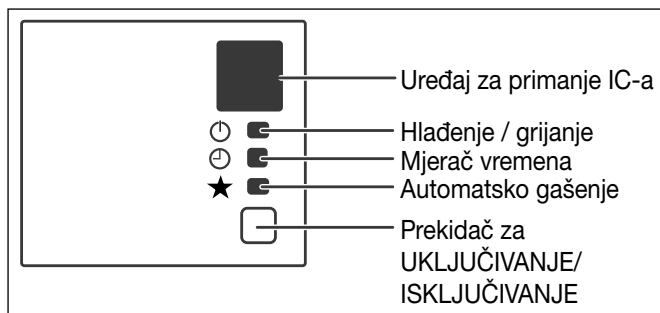 Uređaj za primanje IC-a
Hlađenje / grijanje
Mjerač vremena
Automatsko gašenje
Prekidač za
UKLJUČIVANJE/
ISKLJUČIVANJE